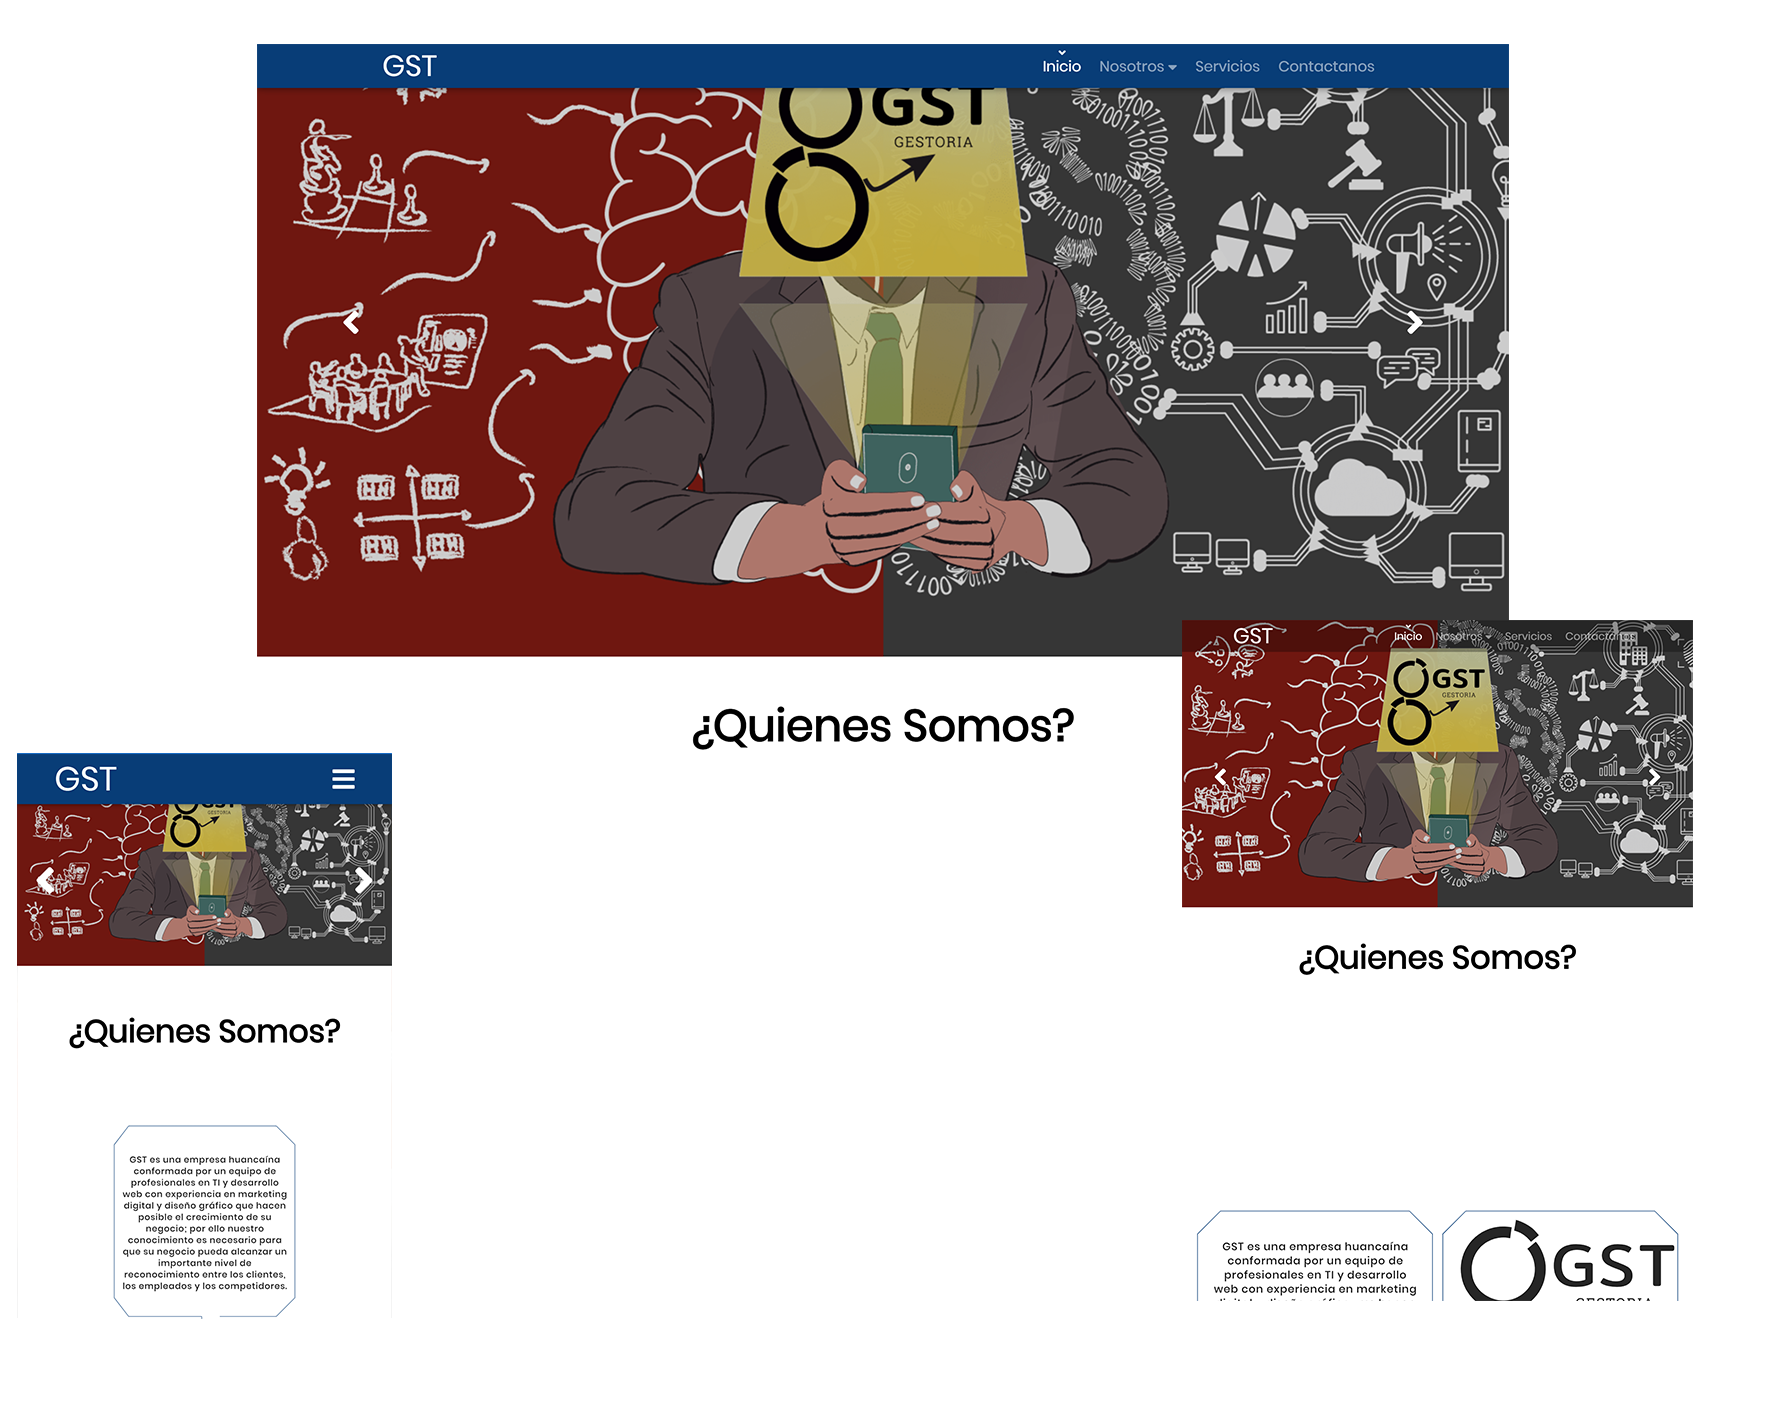 GST
Inicio Nosotros Servicios Contactanos
GST
GESTORIA
¿Quienes Somos?
GST
Inicio Nosotros Servicios Contactanos
GST
GESTORIA
¿Quienes Somos?
GST es una empresa huancaína
conformada por un equipo de
profesionales en TI y desarrollo
web con experiencia en marketing
GST
GST
GST
GESTORIA
¿Quienes Somos?
GST es una empresa huancaína
conformada por un equipo de
profesionales en TI y desarrollo
web con experiencia en marketing
digital y diseño gráfico que hacen
posible el crecimiento de su
negocio; por ello nuestro
conocimiento es necesario para
que su negocio pueda alcanzar un
importante nivel de
reconocimiento entre los clientes,
los empleados y los competidores.